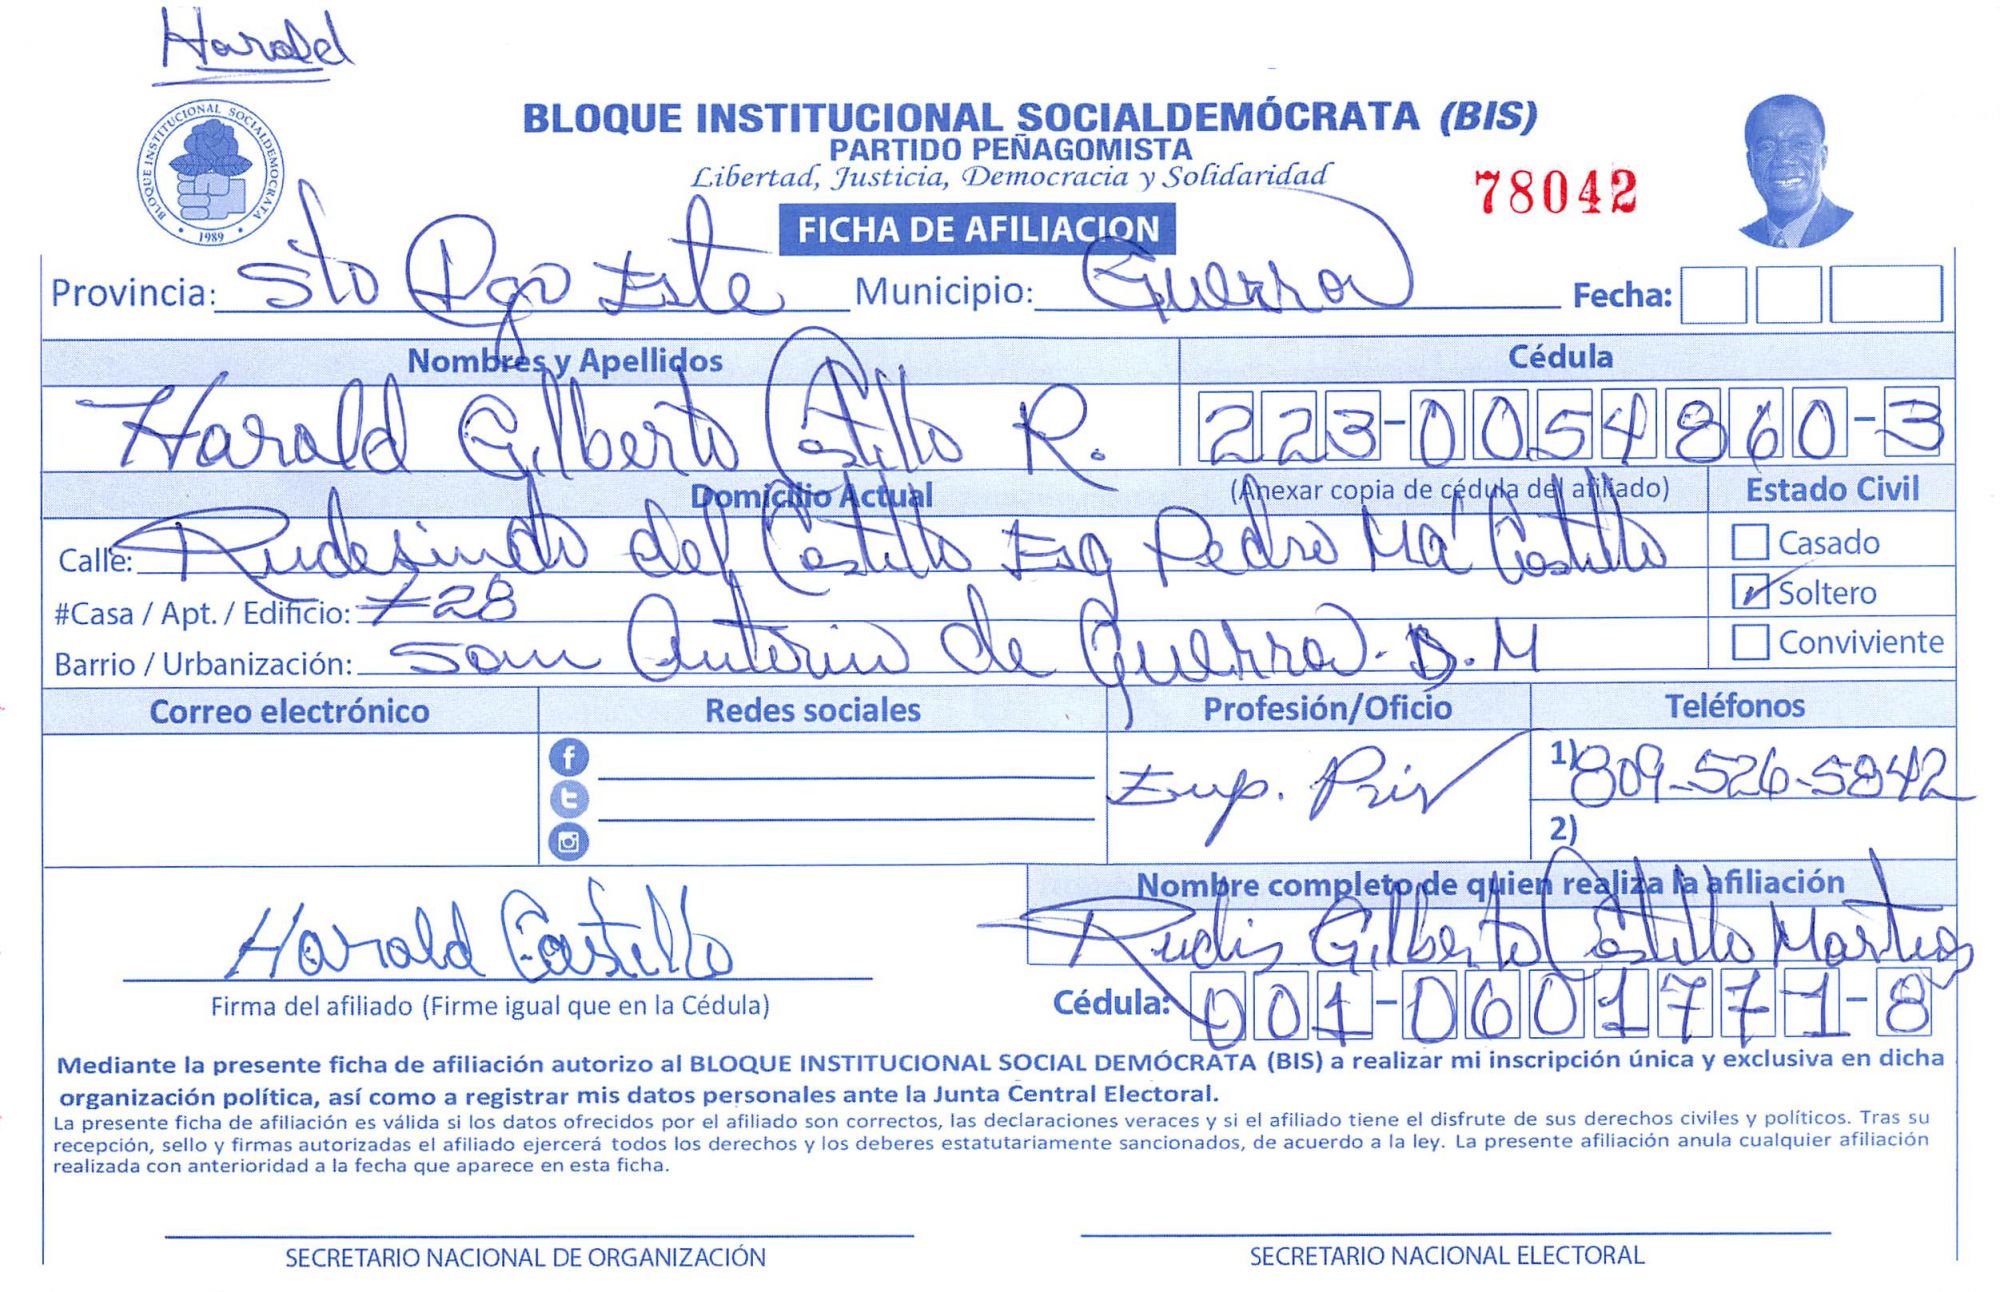 Harold
BLOQUE INSTITUCIONAL SOCIALDEMÓCRATA (BIS)
PARTIDO PEÑAGOMISTA
Libertad, Justicia, Democracia y Solidaridad
78042
BLOQUE INSTITUCIONAL SOCIALDEMOCRATA
1989
FICHA DE AFILIACION
Provincia: Sto Dgo Este Municipio: Guerra Fecha:
Nombres y Apellidos Cédula
Harold Gilberto Castillo R. 223-0054860-3
Domicilio Actual (Anexar copia de cédula del afiliado) Estado Civil
Calle: Rudesindo del Castillo Esq Pedro Ma Castillo
Casado
#Casa / Apt. / Edificio: #28
Soltero
Barrio / Urbanización: San Antonio de Guerra. D.M
Conviviente
Correo electrónico Redes sociales Profesión/Oficio Teléfonos
Emp. Priv
1) 809-526-5842
2)
Nombre completo de quien realiza la afiliación
Harold Castillo
Rudis Gilberto Castillo Martinez
Firma del afiliado (Firme igual que en la Cédula)
Cédula: 001-0601771-8
Mediante la presente ficha de afiliación autorizo al BLOQUE INSTITUCIONAL SOCIAL DEMÓCRATA (BIS) a realizar mi inscripción única y exclusiva en dicha
organización política, así como a registrar mis datos personales ante la Junta Central Electoral.
La presente ficha de afiliación es válida si los datos ofrecidos por el afiliado son correctos, las declaraciones veraces y si el afiliado tiene el disfrute de sus derechos civiles y políticos. Tras su
recepción, sello y firmas autorizadas el afiliado ejercerá todos los derechos y los deberes estatutariamente sancionados, de acuerdo a la ley. La presente afiliación anula cualquier afiliación
realizada con anterioridad a la fecha que aparece en esta ficha.
SECRETARIO NACIONAL DE ORGANIZACIÓN SECRETARIO NACIONAL ELECTORAL